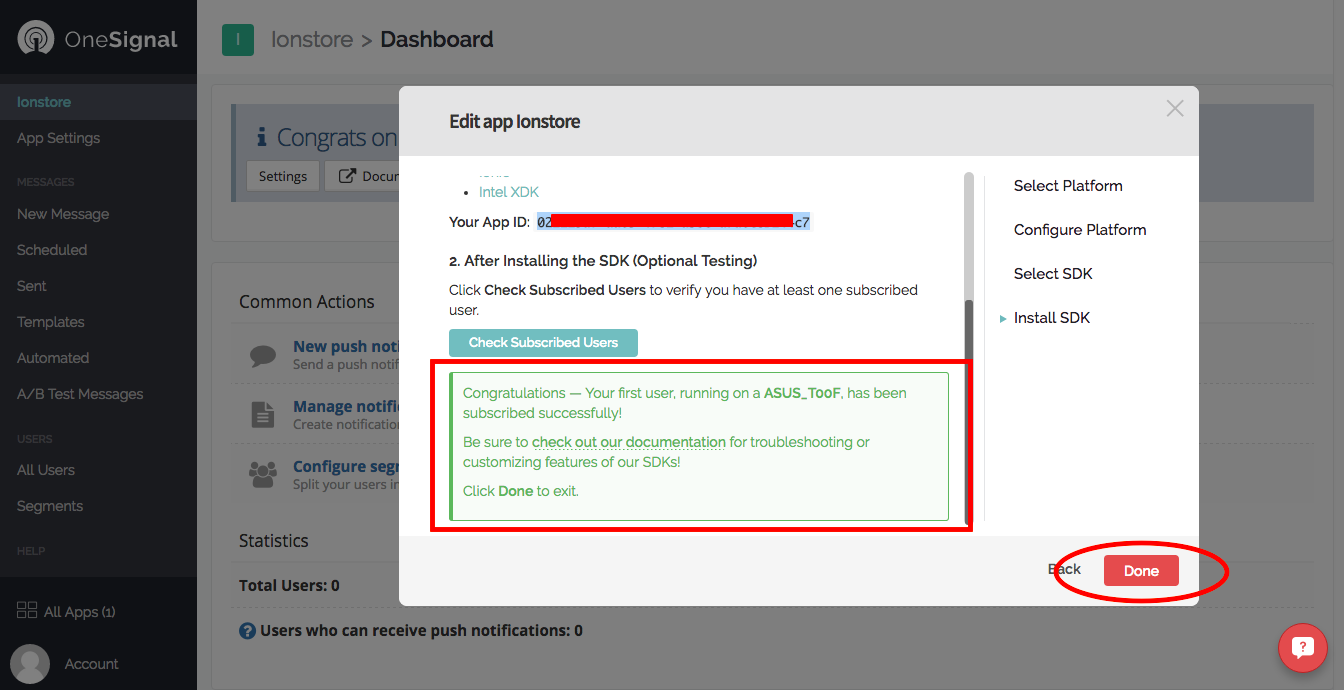 OneSignal
Ionstore
App Settings
MESSAGES
New Message
Scheduled
Sent
Templates
Automated
A/B Test Messages
USERS
All Users
Segments
HELP
All Apps (1)
Account
I
Ionstore > Dashboard
i Congrats on
Settings
Docu
Common Actions
New push noti
Send a push notif
Manage notifi
Create notification
Configure segr
Split your users in
Statistics
Total Users: 0
? Users who can receive push notifications: 0
Edit app Ionstore
Intel XDK
Your App ID: 02 -c7
2. After Installing the SDK (Optional Testing)
Click Check Subscribed Users to verify you have at least one subscribed
user.
Check Subscribed Users
Congratulations — Your first user, running on a ASUS_T00F, has been
subscribed successfully!
Be sure to check out our documentation for troubleshooting or
customizing features of our SDKs!
Click Done to exit.
Select Platform
Configure Platform
Select SDK
Install SDK
Back
Done
?